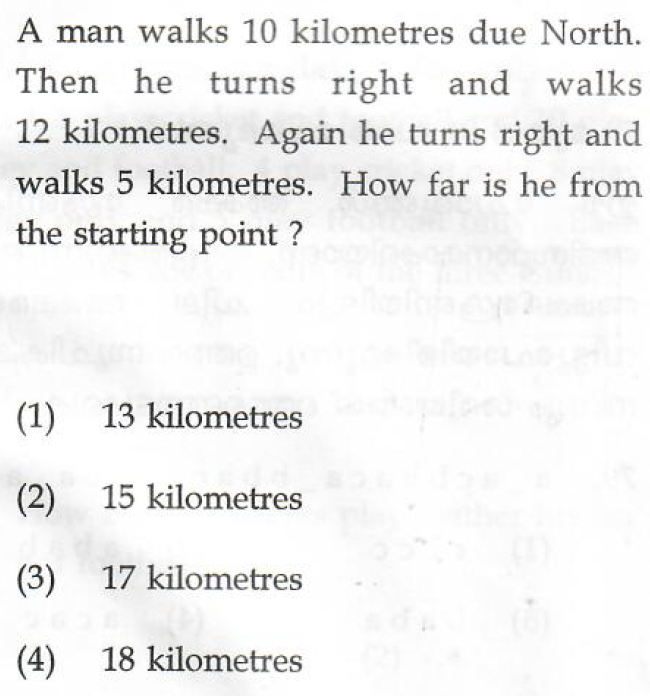 A man walks 10 kilometres due North.
Then he turns right and walks
12 kilometres. Again he turns right and
walks 5 kilometres. How far is he from
the starting point ?
(1) 13 kilometres
(2) 15 kilometres
(3) 17 kilometres
(4) 18 kilometres